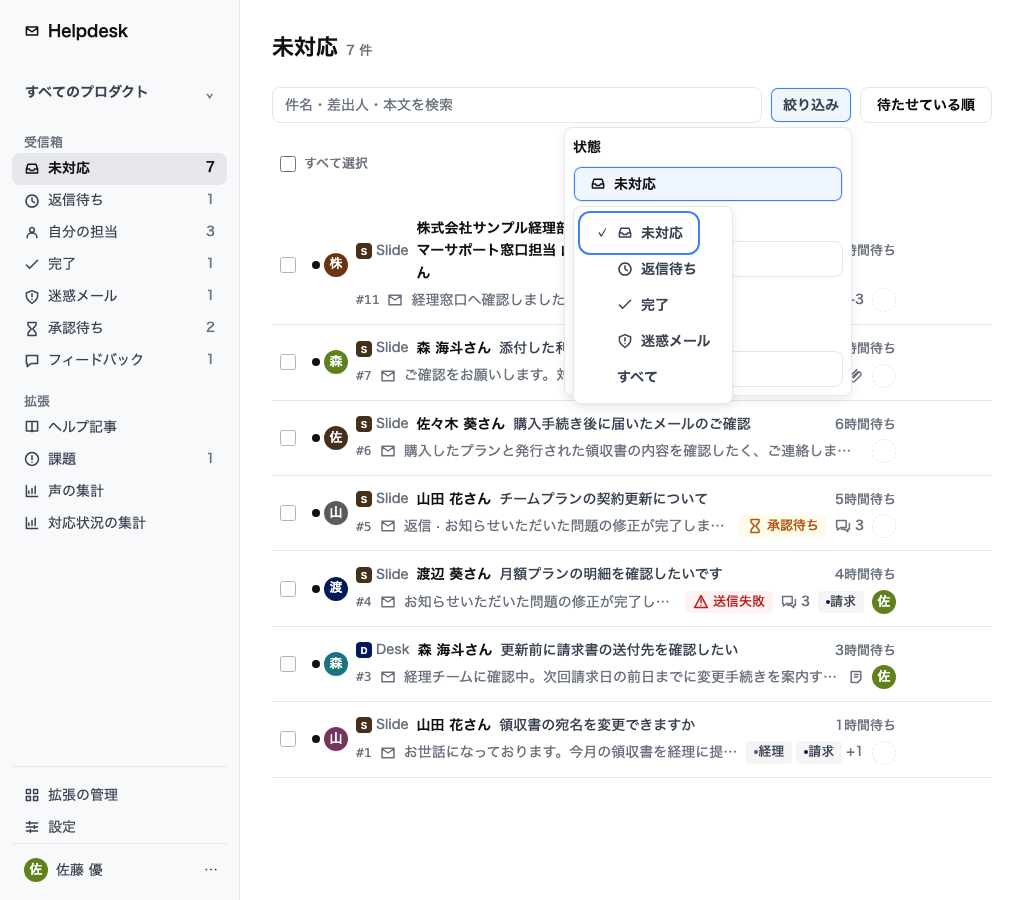 Helpdesk
すべてのプロダクト
受信箱
未対応 7
返信待ち 1
自分の担当 3
完了 1
迷惑メール 1
承認待ち 2
フィードバック 1
拡張
ヘルプ記事
課題 1
声の集計
対応状況の集計
拡張の管理
設定
佐 佐藤 優 …
未対応 7 件
件名・差出人・本文を検索 絞り込み 待たせている順
すべて選択
状態
未対応
✓ 未対応
返信待ち
完了
迷惑メール
すべて
株 S Slide 株式会社サンプル経理部
マーサポート窓口担当
ん
時間待ち
#11 経理窓口へ確認しました
森 S Slide 森 海斗さん 添付した 時間待ち
#7 ご確認をお願いします。
佐 S Slide 佐々木 葵さん 購入手続き後に届いたメールのご確認 6時間待ち
#6 購入したプランと発行された領収書の内容を確認したく、ご連絡しま…
山 S Slide 山田 花さん チームプランの契約更新について 5時間待ち
#5 返信 · お知らせいただいた問題の修正が完了しま… 承認待ち 3
渡 S Slide 渡辺 葵さん 月額プランの明細を確認したいです 4時間待ち
#4 お知らせいただいた問題の修正が完了し… 送信失敗 3 •請求 佐
森 D Desk 森 海斗さん 更新前に請求書の送付先を確認したい 3時間待ち
#3 経理チームに確認中。次回請求日の前日までに変更手続きを案内す… 佐
山 S Slide 山田 花さん 領収書の宛名を変更できますか 1時間待ち
#1 お世話になっております。今月の領収書を経理に提… •経理 •請求 +1